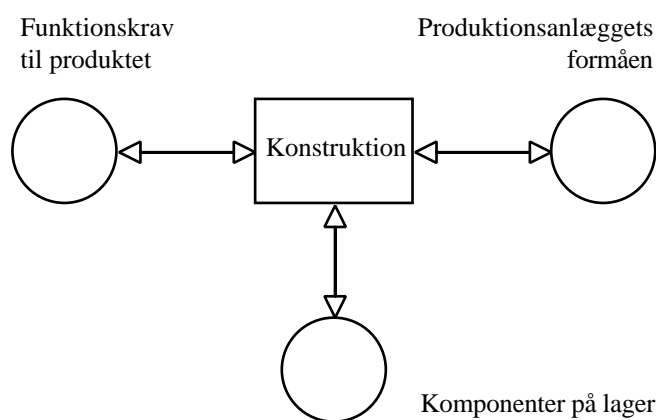 Funktionskrav
til produktet
Produktionsanlæggets
formåen
Konstruktion
Komponenter på lager